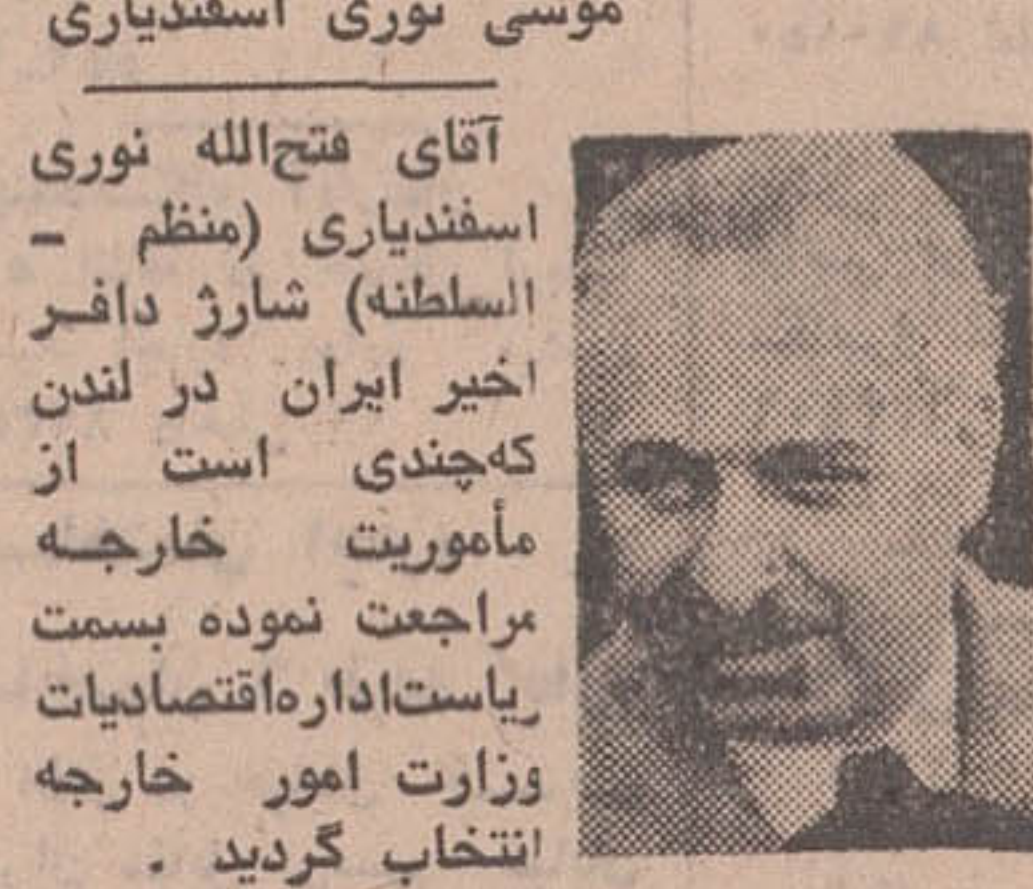 موسی نوری اسفندیاری
آقای فتح‌الله نوری
اسفندیاری (منظم -
السلطنه) شارژ دافر
اخیر ایران در لندن
که‌چندی است از
مأموریت خارجه
مراجعت نموده بسمت
ریاست‌اداره‌اقتصادیات
وزارت امور خارجه
انتخاب گردید .